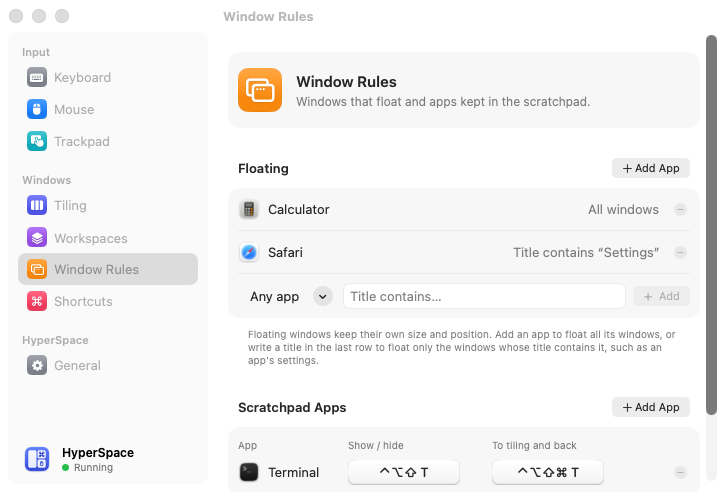 Window Rules
Input
Keyboard
Mouse
Trackpad
Windows
Tiling
Workspaces
Window Rules
Shortcuts
HyperSpace
General
HyperSpace
Running
Window Rules
Windows that float and apps kept in the scratchpad.
Floating
+ Add App
Calculator
All windows
Safari
Title contains “Settings”
Any app
Title contains...
+ Add
Floating windows keep their own size and position. Add an app to float all its windows, or
write a title in the last row to float only the windows whose title contains it, such as an
app's settings.
Scratchpad Apps
+ Add App
App
Show / hide
To tiling and back
Terminal
⌃⌥⇧ T
⌃⌥⇧⌘ T